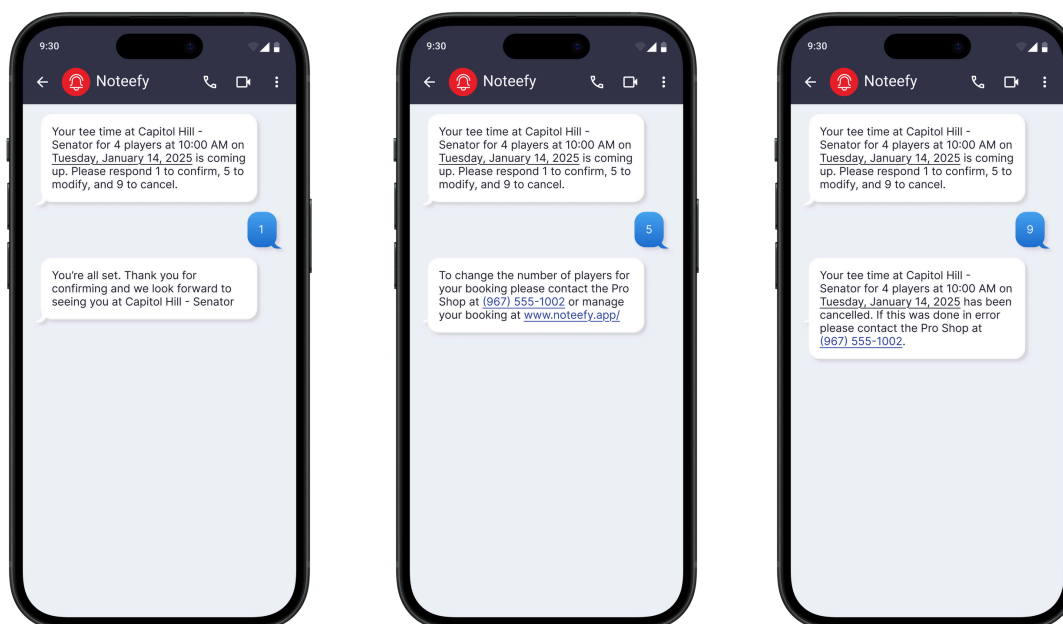 9:30
Noteefy
Your tee time at Capitol Hill -
Senator for 4 players at 10:00 AM on
Tuesday, January 14, 2025 is coming
up. Please respond 1 to confirm, 5 to
modify, and 9 to cancel.
1
You're all set. Thank you for
confirming and we look forward to
seeing you at Capitol Hill - Senator
9:30
Noteefy
Your tee time at Capitol Hill -
Senator for 4 players at 10:00 AM on
Tuesday, January 14, 2025 is coming
up. Please respond 1 to confirm, 5 to
modify, and 9 to cancel.
5
To change the number of players for
your booking please contact the Pro
Shop at (967) 555-1002 or manage
your booking at www.noteefy.app/
9:30
Noteefy
Your tee time at Capitol Hill -
Senator for 4 players at 10:00 AM on
Tuesday, January 14, 2025 is coming
up. Please respond 1 to confirm, 5 to
modify, and 9 to cancel.
9
Your tee time at Capitol Hill -
Senator for 4 players at 10:00 AM on
Tuesday, January 14, 2025 has been
cancelled. If this was done in error
please contact the Pro Shop at
(967) 555-1002.